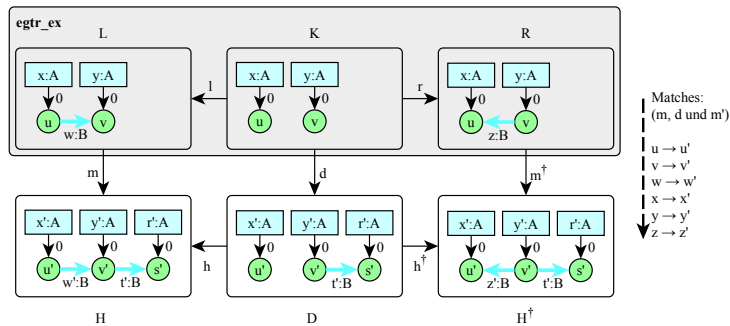 egtr_ex
L K R
x:A y:A x:A y:A x:A y:A
0 0 0 0 0 0
l r
u v u v u v
w:B z:B
m d m†
x':A y':A r':A x':A y':A r':A x':A y':A r':A
0 0 0 0 0 0 0 0 0
h h†
u' v' s' u' v' s' u' v' s'
w':B t':B t':B z':B t':B
H D H†
Matches:
(m, d und m')
u → u'
v → v'
w → w'
x → x'
y → y'
z → z'